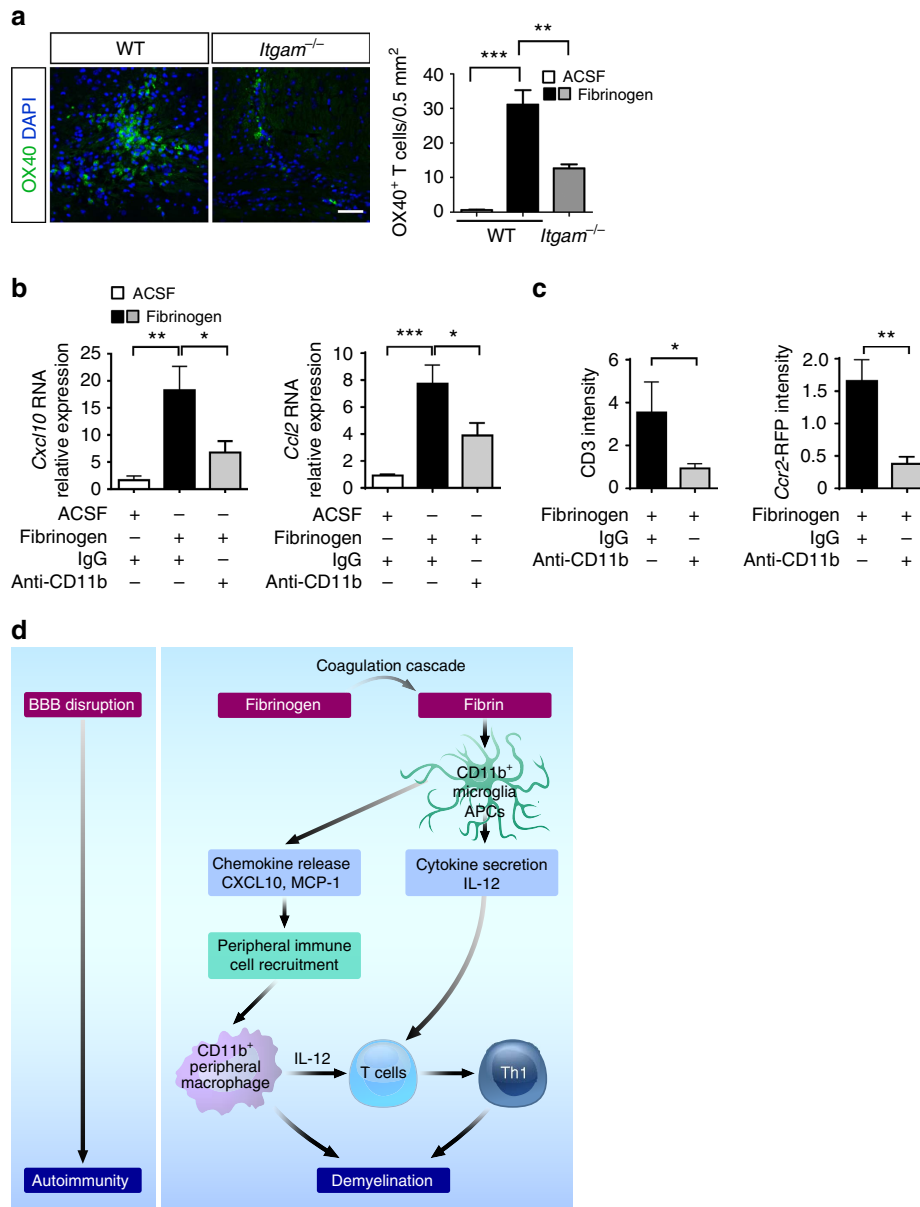 a
WT
Itgam–/–
OX40 DAPI
OX40+ T cells/0.5 mm2
40
30
20
10
0
***
**
ACSF
Fibrinogen
WT
Itgam–/–
b
ACSF
Fibrinogen
Cxcl10 RNA
relative expression
25
20
15
10
5
0
**
*
ACSF + – –
Fibrinogen – + +
IgG + + –
Anti-CD11b – – +
Ccl2 RNA
relative expression
10
8
6
4
2
0
***
*
ACSF + – –
Fibrinogen – + +
IgG + + –
Anti-CD11b – – +
c
CD3 intensity
6
4
2
0
*
Fibrinogen + +
IgG + –
Anti-CD11b – +
Ccr2-RFP intensity
2.0
1.5
1.0
0.5
0
**
Fibrinogen + +
IgG + –
Anti-CD11b – +
d
BBB disruption
Autoimmunity
Coagulation cascade
Fibrinogen
Fibrin
CD11b+
microglia
APCs
Chemokine release
CXCL10, MCP-1
Cytokine secretion
IL-12
Peripheral immune
cell recruitment
CD11b+
peripheral
macrophage
IL-12
T cells
Th1
Demyelination